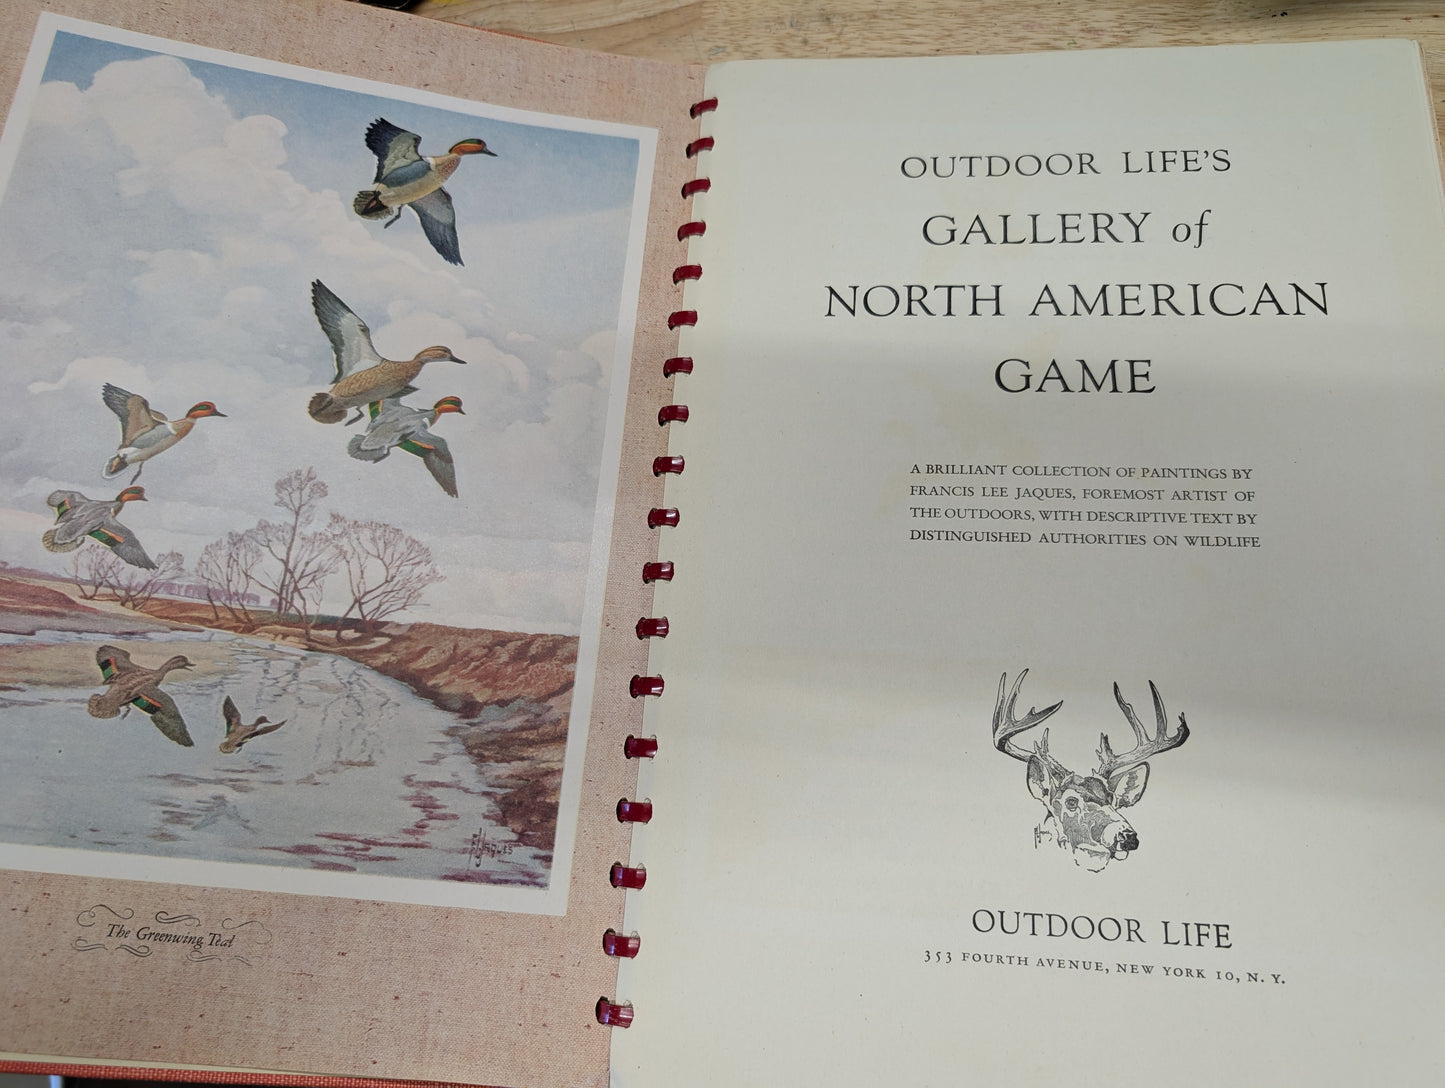 F L JAQUES
The Greenwing Teal
OUTDOOR LIFE'S
GALLERY of
NORTH AMERICAN
GAME
A BRILLIANT COLLECTION OF PAINTINGS BY
FRANCIS LEE JAQUES, FOREMOST ARTIST OF
THE OUTDOORS, WITH DESCRIPTIVE TEXT BY
DISTINGUISHED AUTHORITIES ON WILDLIFE
OUTDOOR LIFE
353 FOURTH AVENUE, NEW YORK 10, N. Y.